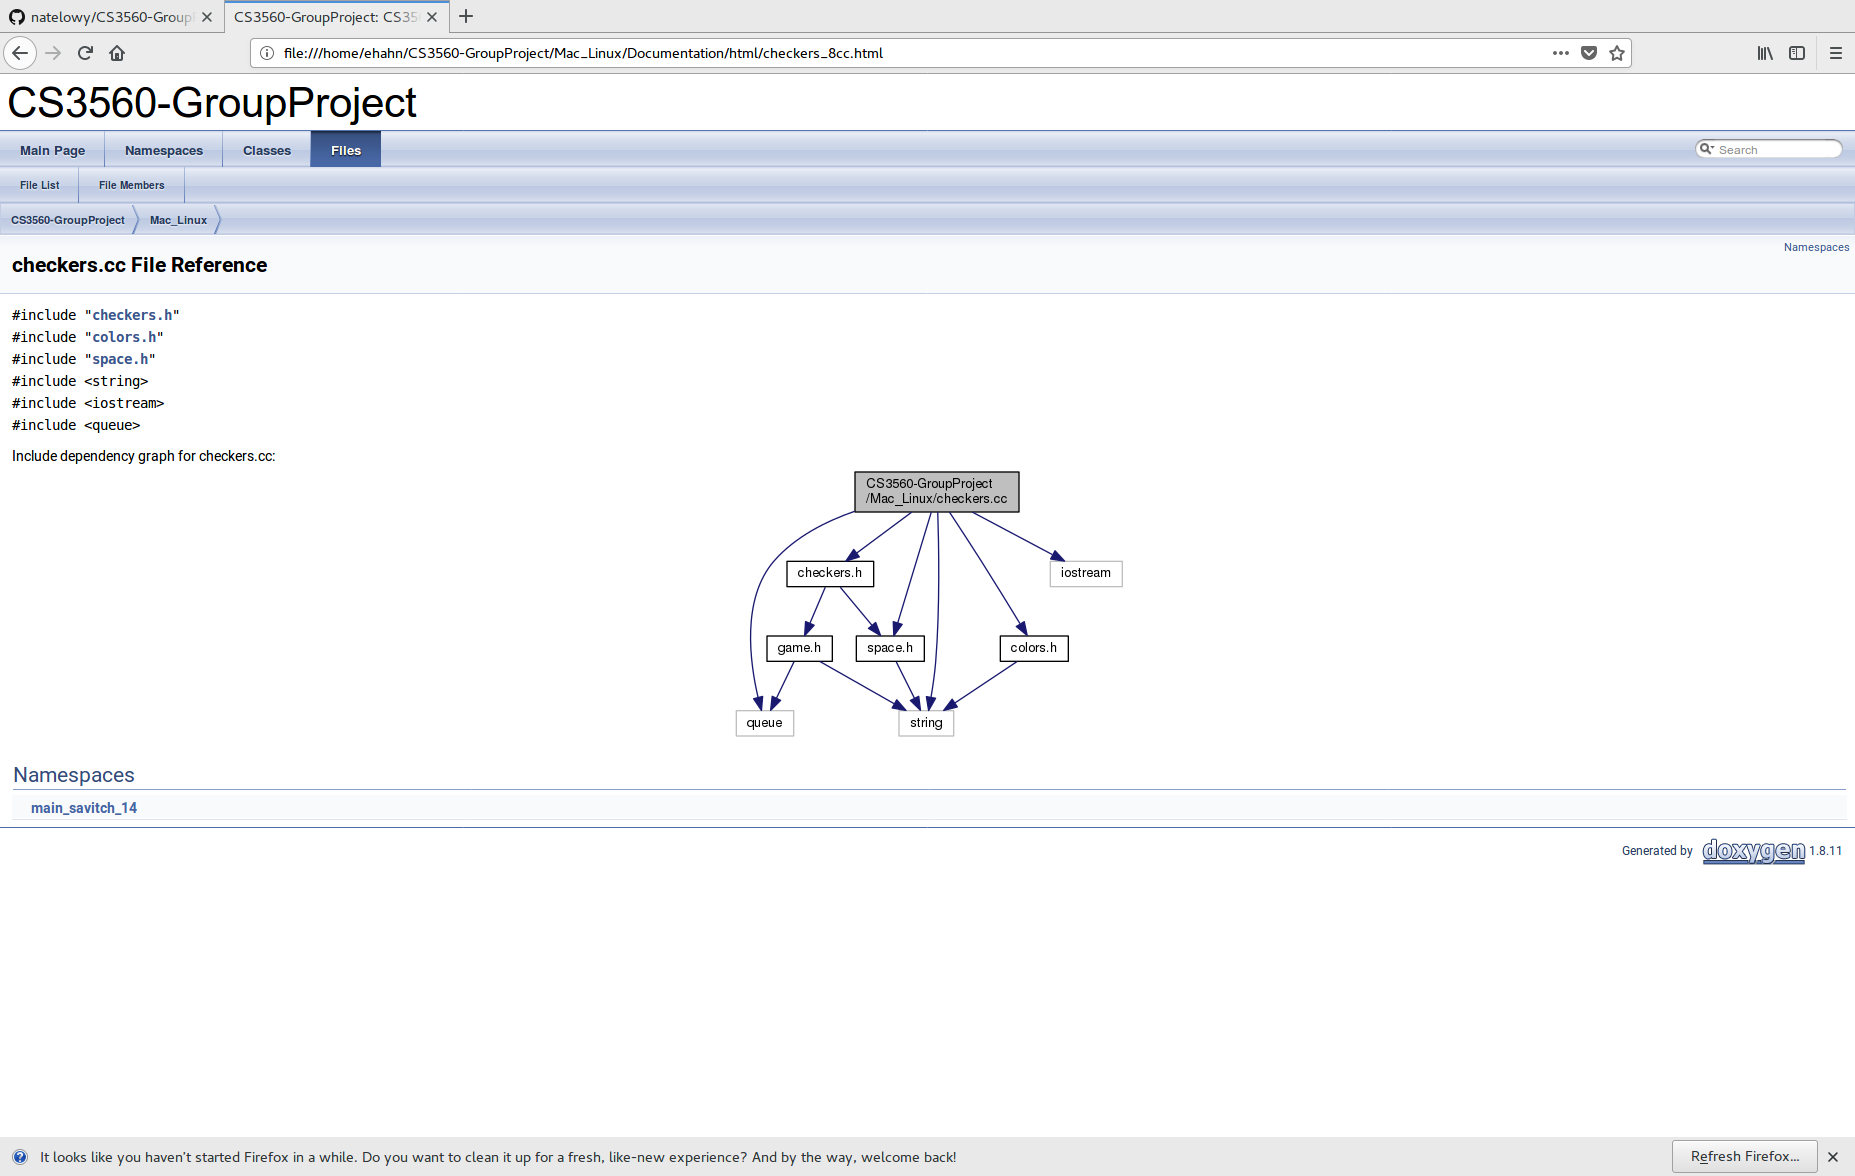 natelowy/CS3560-Group
CS3560-GroupProject: CS35
file:///home/ehahn/CS3560-GroupProject/Mac_Linux/Documentation/html/checkers_8cc.html
CS3560-GroupProject
Main Page
Namespaces
Classes
Files
Search
File List
File Members
CS3560-GroupProject
Mac_Linux
Namespaces
checkers.cc File Reference
#include "checkers.h"
#include "colors.h"
#include "space.h"
#include <string>
#include <iostream>
#include <queue>
Include dependency graph for checkers.cc:
CS3560-GroupProject
/Mac_Linux/checkers.cc
checkers.h
iostream
game.h
space.h
colors.h
queue
string
Namespaces
main_savitch_14
Generated by doxygen 1.8.11
It looks like you haven't started Firefox in a while. Do you want to clean it up for a fresh, like-new experience? And by the way, welcome back!
Refresh Firefox...